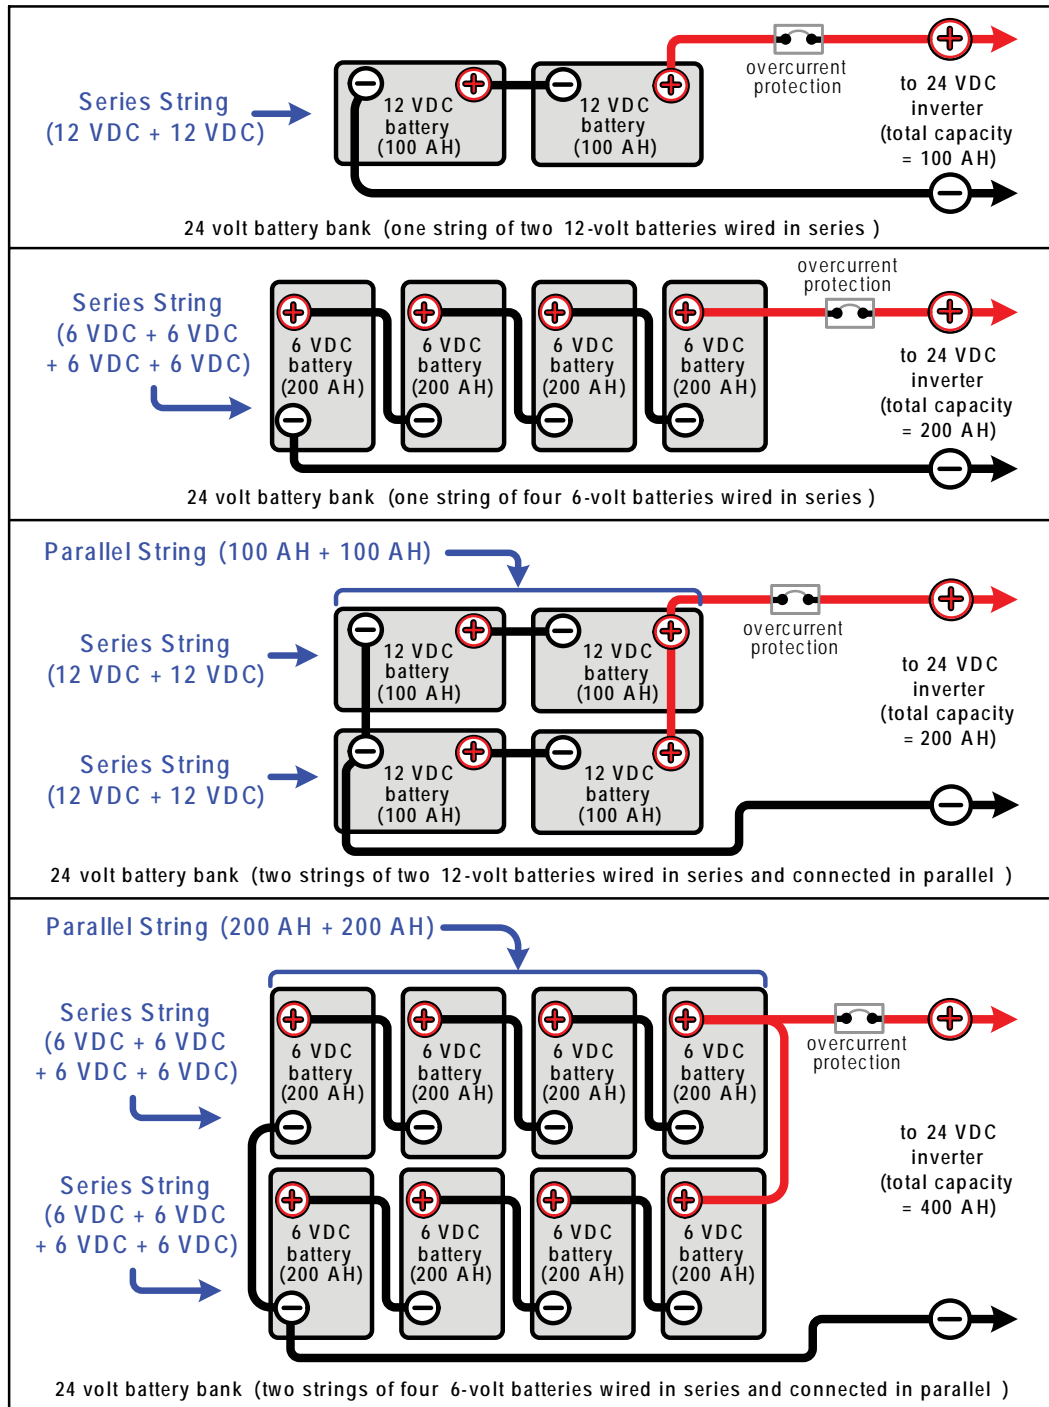 Series String
(12 VDC + 12 VDC)
12 VDC
battery
(100 AH)
12 VDC
battery
(100 AH)
overcurrent
protection
to 24 VDC
inverter
(total capacity
= 100 AH)
24 volt battery bank (one string of two 12-volt batteries wired in series )
Series String
(6 VDC + 6 VDC
+ 6 VDC + 6 VDC)
6 VDC
battery
(200 AH)
6 VDC
battery
(200 AH)
6 VDC
battery
(200 AH)
6 VDC
battery
(200 AH)
overcurrent
protection
to 24 VDC
inverter
(total capacity
= 200 AH)
24 volt battery bank (one string of four 6-volt batteries wired in series )
Parallel String (100 AH + 100 AH)
Series String
(12 VDC + 12 VDC)
12 VDC
battery
(100 AH)
12 VDC
battery
(100 AH)
overcurrent
protection
to 24 VDC
inverter
(total capacity
= 200 AH)
Series String
(12 VDC + 12 VDC)
12 VDC
battery
(100 AH)
12 VDC
battery
(100 AH)
24 volt battery bank (two strings of two 12-volt batteries wired in series and connected in parallel )
Parallel String (200 AH + 200 AH)
Series String
(6 VDC + 6 VDC
+ 6 VDC + 6 VDC)
6 VDC
battery
(200 AH)
6 VDC
battery
(200 AH)
6 VDC
battery
(200 AH)
6 VDC
battery
(200 AH)
overcurrent
protection
to 24 VDC
inverter
(total capacity
= 400 AH)
Series String
(6 VDC + 6 VDC
+ 6 VDC + 6 VDC)
6 VDC
battery
(200 AH)
6 VDC
battery
(200 AH)
6 VDC
battery
(200 AH)
6 VDC
battery
(200 AH)
24 volt battery bank (two strings of four 6-volt batteries wired in series and connected in parallel )